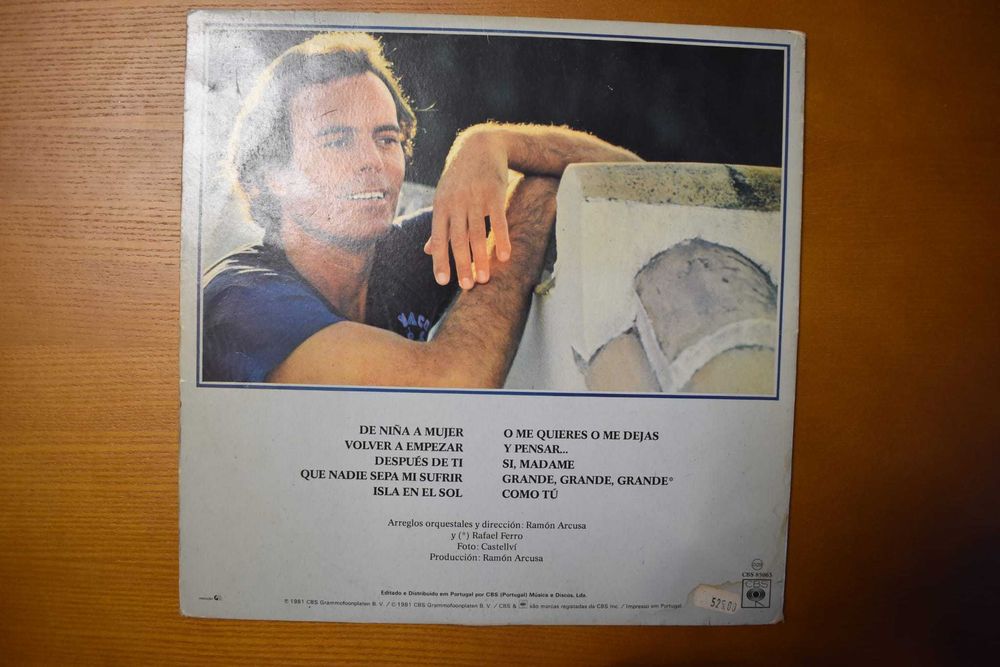 DE NIÑA A MUJER
VOLVER A EMPEZAR
DESPUÉS DE TI
QUE NADIE SEPA MI SUFRIR
ISLA EN EL SOL
O ME QUIERES O ME DEJAS
Y PENSAR...
SI, MADAME
GRANDE, GRANDE, GRANDE*
COMO TÚ
Arreglos orquestales y dirección: Ramón Arcusa
y (*) Rafael Ferro
Foto: Castellví
Producción: Ramón Arcusa
CBS 85063
CBS
Editado e Distribuído em Portugal por CBS (Portugal) Música e Discos, Lda.
℗ 1981 CBS Grammofoonplaten B. V. / © 1981 CBS Grammofoonplaten B. V. / CBS & são marcas registadas da CBS Inc. / Impresso em Portugal